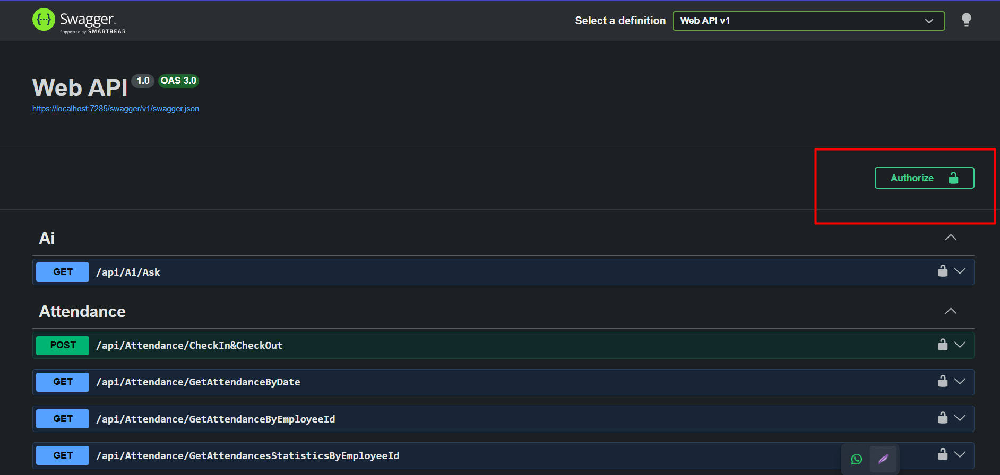 Swagger™
Supported by SMARTBEAR
Select a definition
Web API v1
Web API 1.0 OAS 3.0
https://localhost:7285/swagger/v1/swagger.json
Authorize
Ai
GET /api/Ai/Ask
Attendance
POST /api/Attendance/CheckIn&CheckOut
GET /api/Attendance/GetAttendanceByDate
GET /api/Attendance/GetAttendanceByEmployeeId
GET /api/Attendance/GetAttendancesStatisticsByEmployeeId